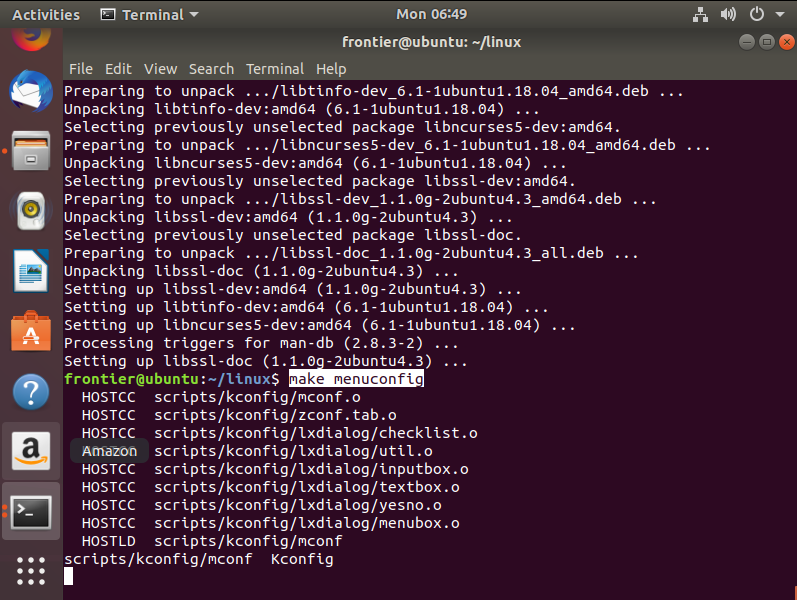 Activities Terminal Mon 06:49
frontier@ubuntu: ~/linux
File Edit View Search Terminal Help
Preparing to unpack .../libtinfo-dev_6.1-1ubuntu1.18.04_amd64.deb ...
Unpacking libtinfo-dev:amd64 (6.1-1ubuntu1.18.04) ...
Selecting previously unselected package libncurses5-dev:amd64.
Preparing to unpack .../libncurses5-dev_6.1-1ubuntu1.18.04_amd64.deb ...
Unpacking libncurses5-dev:amd64 (6.1-1ubuntu1.18.04) ...
Selecting previously unselected package libssl-dev:amd64.
Preparing to unpack .../libssl-dev_1.1.0g-2ubuntu4.3_amd64.deb ...
Unpacking libssl-dev:amd64 (1.1.0g-2ubuntu4.3) ...
Selecting previously unselected package libssl-doc.
Preparing to unpack .../libssl-doc_1.1.0g-2ubuntu4.3_all.deb ...
Unpacking libssl-doc (1.1.0g-2ubuntu4.3) ...
Setting up libssl-dev:amd64 (1.1.0g-2ubuntu4.3) ...
Setting up libtinfo-dev:amd64 (6.1-1ubuntu1.18.04) ...
Setting up libncurses5-dev:amd64 (6.1-1ubuntu1.18.04) ...
Processing triggers for man-db (2.8.3-2) ...
Setting up libssl-doc (1.1.0g-2ubuntu4.3) ...
frontier@ubuntu:~/linux$ make menuconfig
HOSTCC scripts/kconfig/mconf.o
HOSTCC scripts/kconfig/zconf.tab.o
HOSTCC scripts/kconfig/lxdialog/checklist.o
Amazon scripts/kconfig/lxdialog/util.o
HOSTCC scripts/kconfig/lxdialog/inputbox.o
HOSTCC scripts/kconfig/lxdialog/textbox.o
HOSTCC scripts/kconfig/lxdialog/yesno.o
HOSTCC scripts/kconfig/lxdialog/menubox.o
HOSTLD scripts/kconfig/mconf
scripts/kconfig/mconf Kconfig